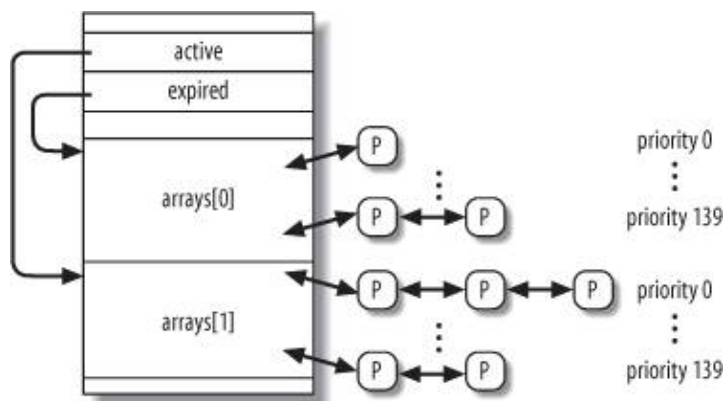 active
expired
P priority 0
arrays[0]
P P priority 139
P P P priority 0
arrays[1]
P P priority 139